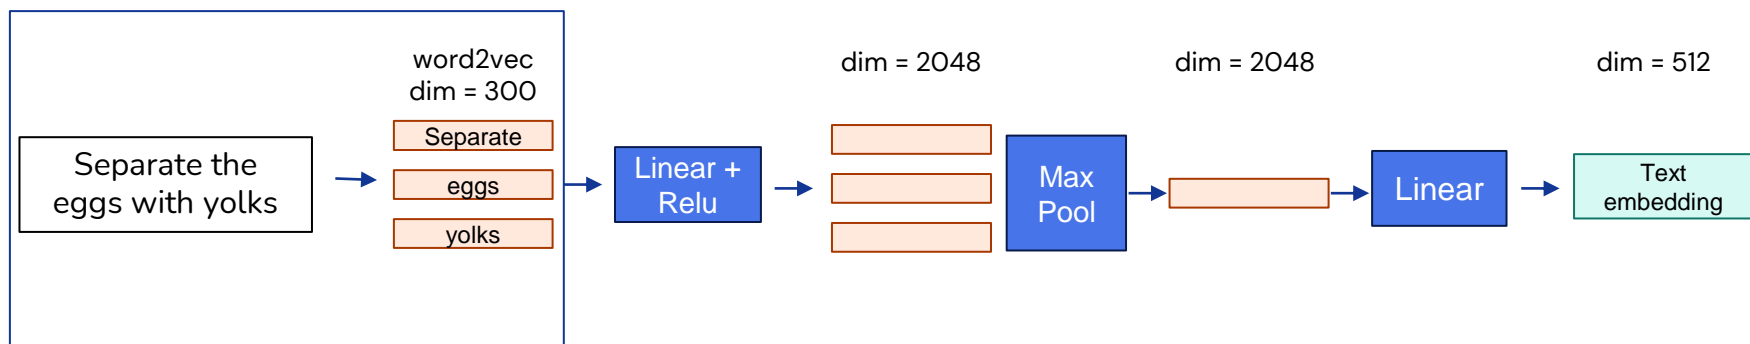 Separate the
eggs with yolks
word2vec
dim = 300
Separate
eggs
yolks
Linear +
Relu
dim = 2048
Max
Pool
dim = 2048
Linear
dim = 512
Text
embedding